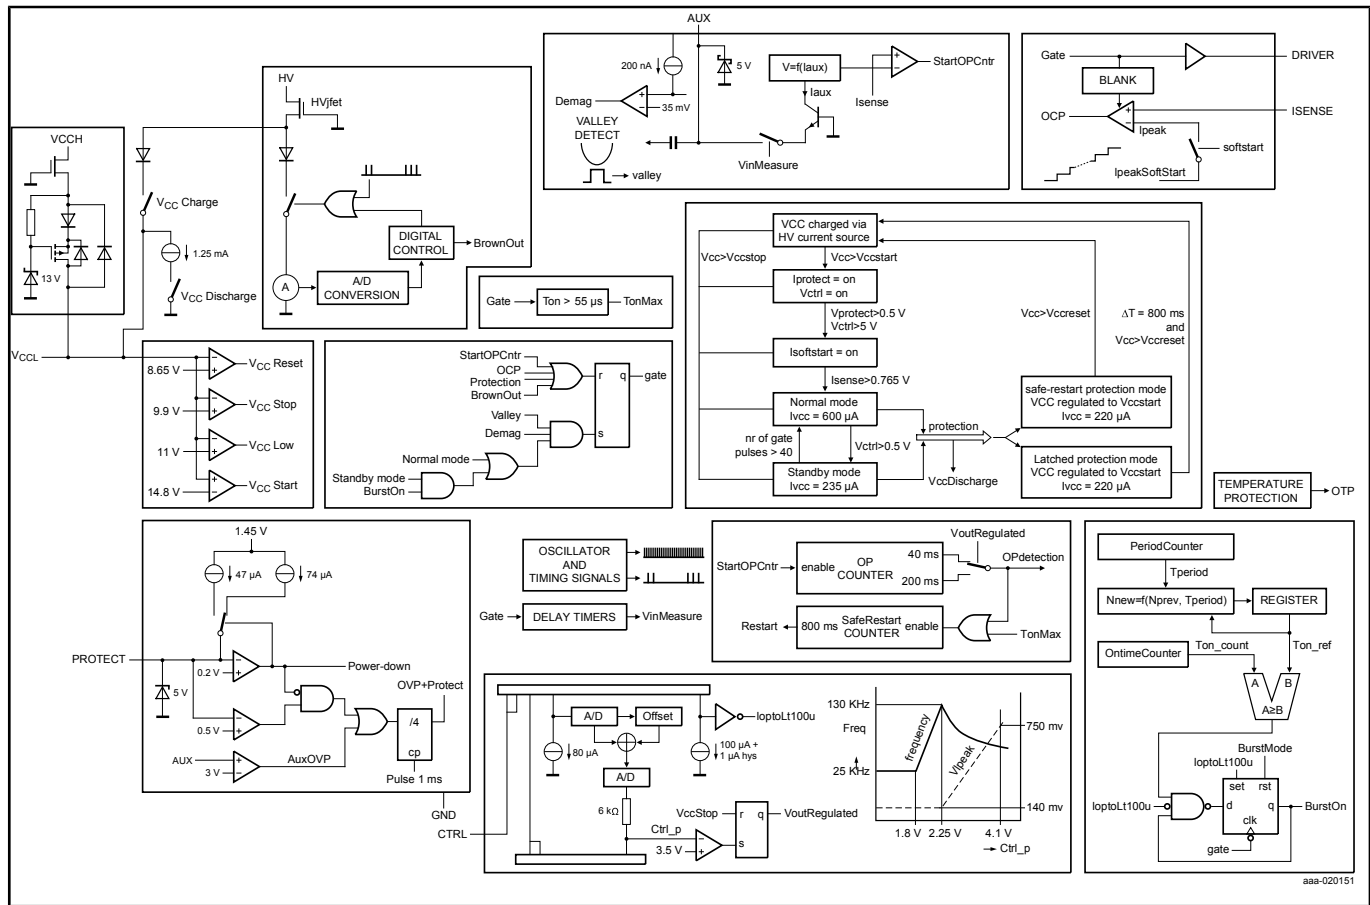 AUX
200 nA
5 V
V=f(Iaux)
StartOPCntr
Iaux
Isense
Demag
35 mV
VALLEY
DETECT
valley
VinMeasure
Gate
DRIVER
BLANK
OCP
ISENSE
Ipeak
softstart
IpeakSoftStart
HV
HVjfet
VCCH
13 V
VCC Charge
1.25 mA
VCC Discharge
DIGITAL
CONTROL
BrownOut
A
A/D
CONVERSION
Gate
Ton > 55 µs
TonMax
VCCL
8.65 V
VCC Reset
9.9 V
VCC Stop
11 V
VCC Low
14.8 V
VCC Start
StartOPCntr
OCP
Protection
BrownOut
r
q
gate
Valley
Demag
s
Normal mode
Standby mode
BurstOn
VCC charged via
HV current source
Vcc>Vccstop
Vcc>Vccstart
Iprotect = on
Vctrl = on
Vprotect>0.5 V
Vctrl>5 V
Isoftstart = on
Isense>0.765 V
Normal mode
Ivcc = 600 µA
nr of gate
pulses > 40
Vctrl>0.5 V
Standby mode
Ivcc = 235 µA
protection
VccDischarge
Vcc>Vccreset
ΔT = 800 ms
and
Vcc>Vccreset
safe-restart protection mode
VCC regulated to Vccstart
Ivcc = 220 µA
Latched protection mode
VCC regulated to Vccstart
Ivcc = 220 µA
TEMPERATURE
PROTECTION
OTP
1.45 V
47 µA
74 µA
PROTECT
0.2 V
Power-down
5 V
OVP+Protect
0.5 V
/4
cp
AUX
3 V
AuxOVP
Pulse 1 ms
GND
OSCILLATOR
AND
TIMING SIGNALS
Gate
DELAY TIMERS
VinMeasure
VoutRegulated
StartOPCntr
enable
OP
COUNTER
40 ms
200 ms
OPdetection
Restart
800 ms
SafeRestart
COUNTER
enable
TonMax
CTRL
A/D
Offset
IoptoLt100u
80 µA
100 µA +
1 µA hys
A/D
6 kΩ
Ctrl_p
3.5 V
VccStop
r
q
s
VoutRegulated
130 KHz
Freq
25 KHz
frequency
VIpeak
750 mv
140 mv
1.8 V
2.25 V
4.1 V
Ctrl_p
PeriodCounter
Tperiod
Nnew=f(Nprev, Tperiod)
REGISTER
Ton_count
Ton_ref
OntimeCounter
A
B
A≥B
BurstMode
IoptoLt100u
set
rst
IoptoLt100u
d
q
BurstOn
clk
gate
aaa-020151